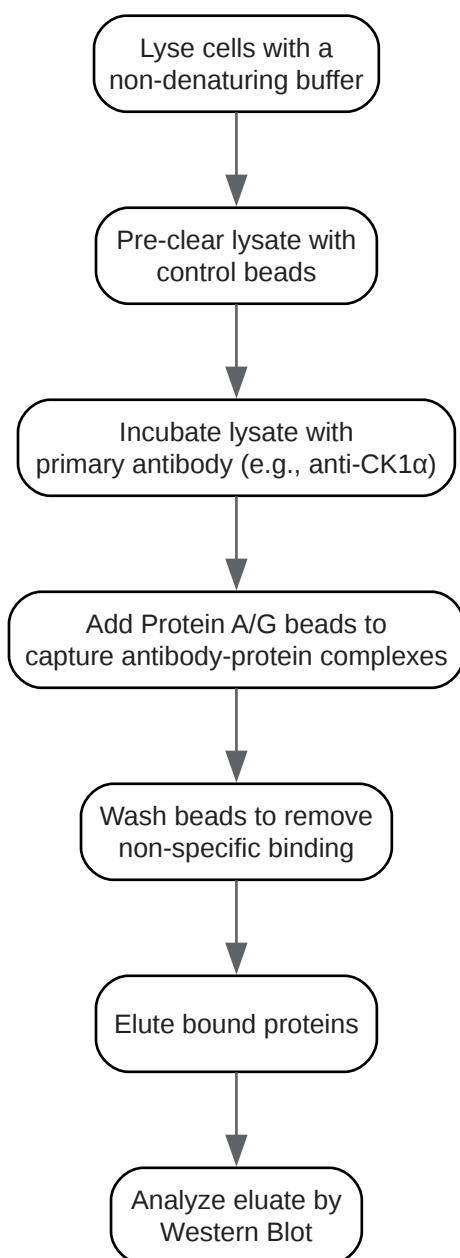 Lyse cells with a
non-denaturing buffer
Pre-clear lysate with
control beads
Incubate lysate with
primary antibody (e.g., anti-CK1α)
Add Protein A/G beads to
capture antibody-protein complexes
Wash beads to remove
non-specific binding
Elute bound proteins
Analyze eluate by
Western Blot